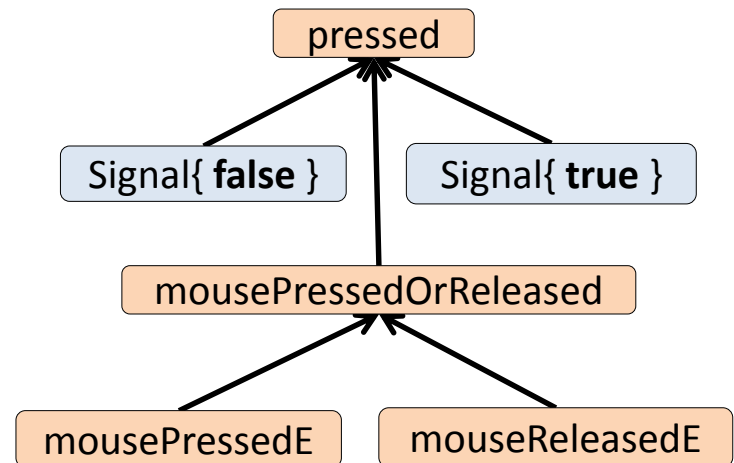 pressed
Signal{ false }
Signal{ true }
mousePressedOrReleased
mousePressedE
mouseReleasedE